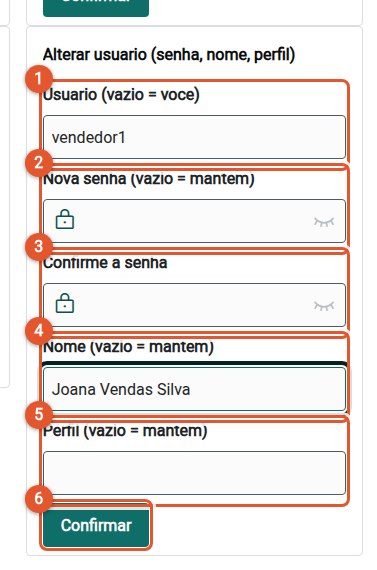 Confirmar
Alterar usuario (senha, nome, perfil)
1
Usuario (vazio = voce)
vendedor1
2
Nova senha (vazio = mantem)
3
Confirme a senha
4
Nome (vazio = mantem)
Joana Vendas Silva
5
Perfil (vazio = mantem)
6
Confirmar